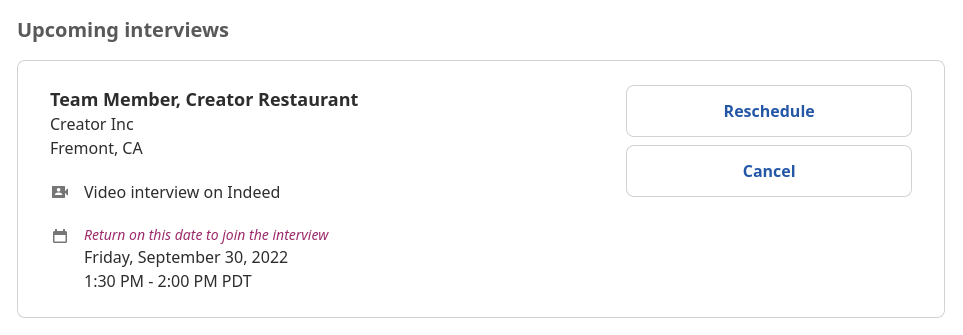 Upcoming interviews
Team Member, Creator Restaurant
Creator Inc
Fremont, CA
Video interview on Indeed
Return on this date to join the interview
Friday, September 30, 2022
1:30 PM - 2:00 PM PDT
Reschedule
Cancel